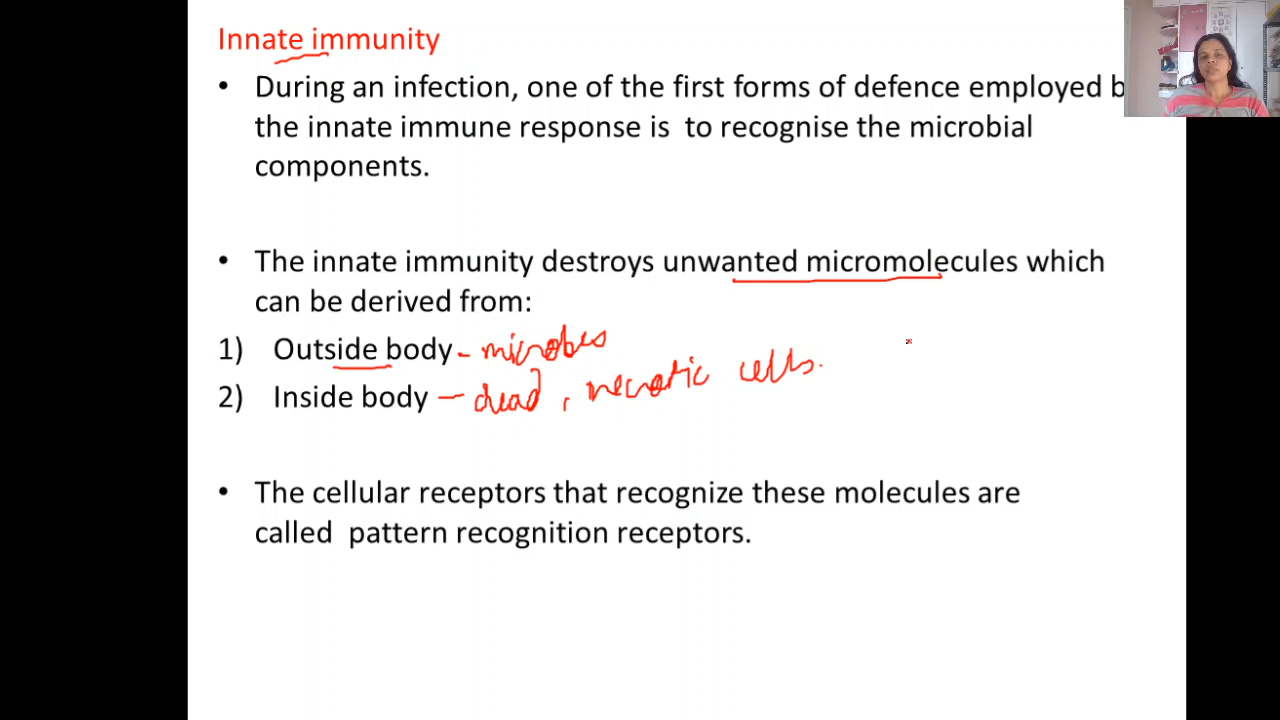 Innate immunity
• During an infection, one of the first forms of defence employed b
the innate immune response is to recognise the microbial
components.
• The innate immunity destroys unwanted micromolecules which
can be derived from:
1) Outside body - microbes
2) Inside body - dead, necrotic cells.
• The cellular receptors that recognize these molecules are
called pattern recognition receptors.